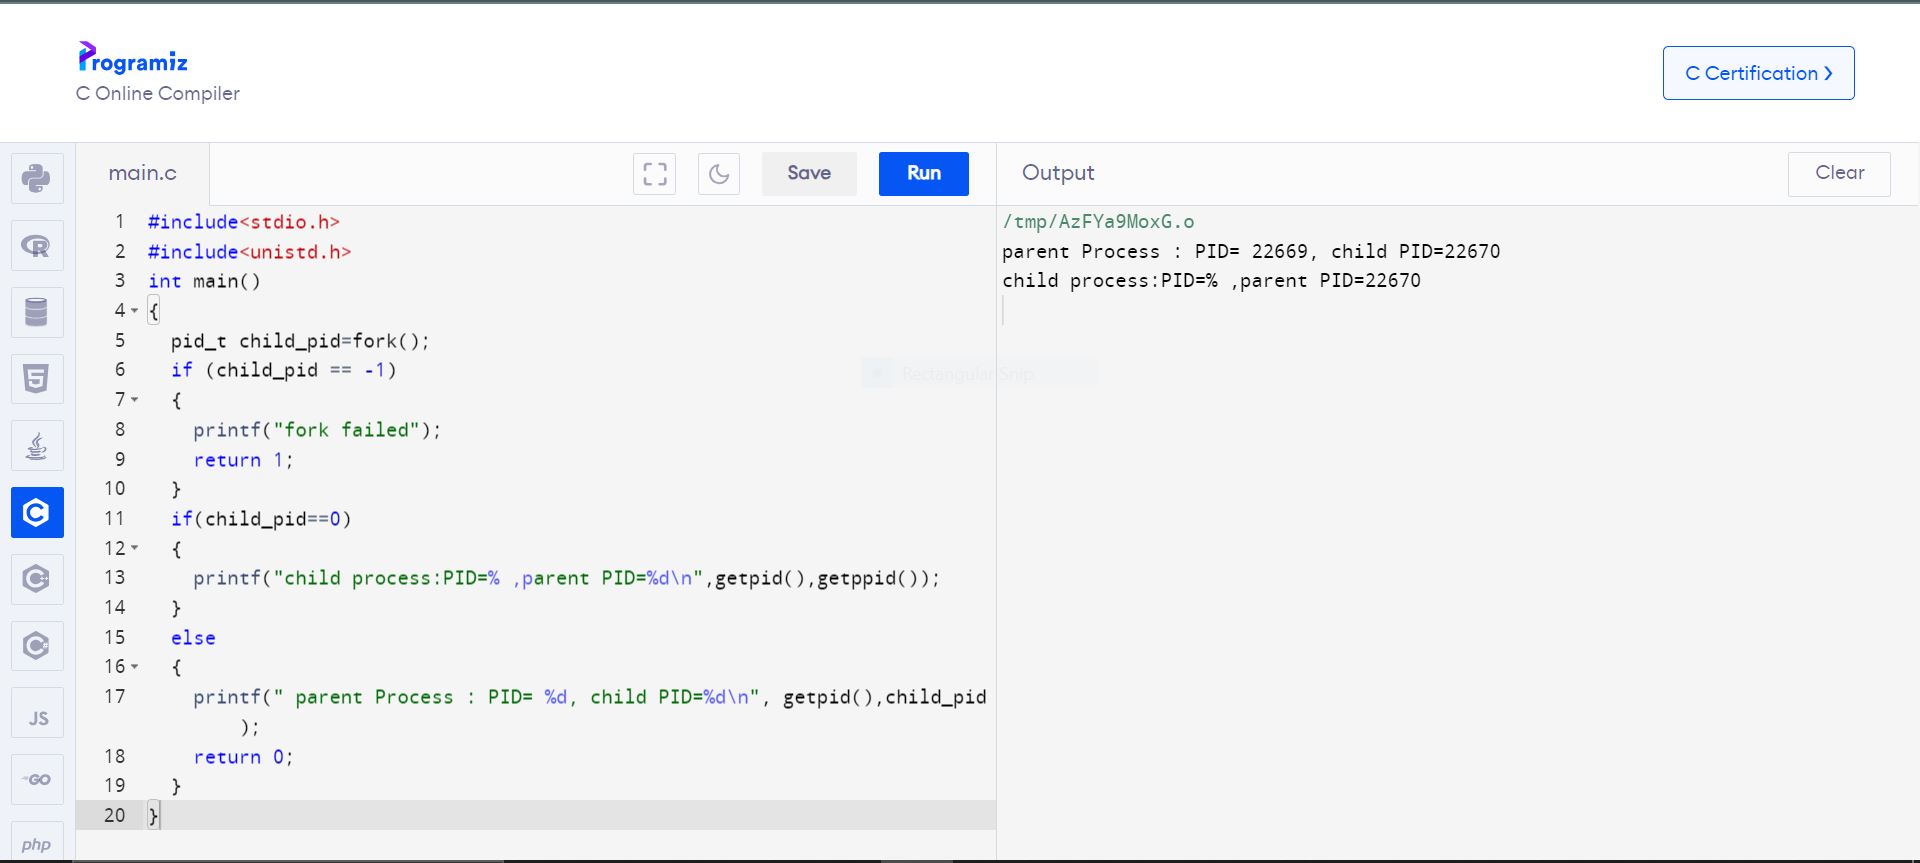 Programiz
C Online Compiler
C Certification
main.c
Save
Run
Output
Clear
1 #include<stdio.h>
2 #include<unistd.h>
3 int main()
4 {
5 pid_t child_pid=fork();
6 if (child_pid == -1)
7 {
8 printf("fork failed");
9 return 1;
10 }
11 if(child_pid==0)
12 {
13 printf("child process:PID=% ,parent PID=%d\n",getpid(),getppid());
14 }
15 else
16 {
17 printf(" parent Process : PID= %d, child PID=%d\n", getpid(),child_pid
);
18 return 0;
19 }
20 }
/tmp/AzFYa9MoxG.o
parent Process : PID= 22669, child PID=22670
child process:PID=% ,parent PID=22670
Rectangular Snip
R
5
C
C
C
JS
GO
php